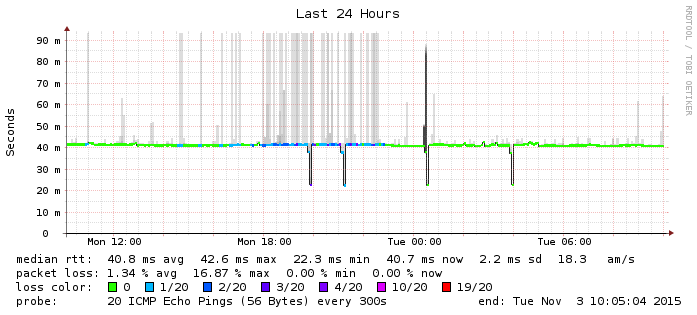 Last 24 Hours
RRDTOOL / TOBI OETIKER
Seconds
90 m
80 m
70 m
60 m
50 m
40 m
30 m
20 m
10 m
0
Mon 12:00 Mon 18:00 Tue 00:00 Tue 06:00
median rtt: 40.8 ms avg 42.6 ms max 22.3 ms min 40.7 ms now 2.2 ms sd 18.3 am/s
packet loss: 1.34 % avg 16.87 % max 0.00 % min 0.00 % now
loss color: 0 1/20 2/20 3/20 4/20 10/20 19/20
probe: 20 ICMP Echo Pings (56 Bytes) every 300s end: Tue Nov 3 10:05:04 2015